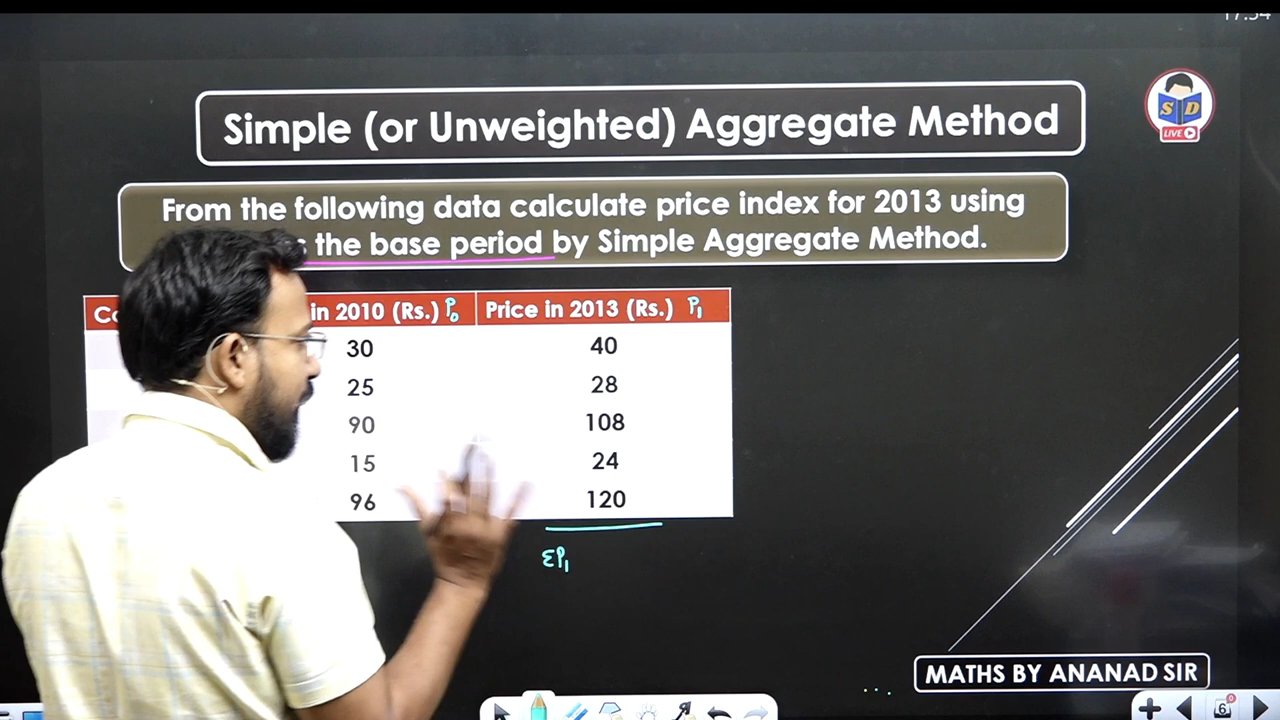 Simple (or Unweighted) Aggregate Method
S D
LIVE
From the following data calculate price index for 2013 using
the base period by Simple Aggregate Method.
in 2010 (Rs.) P₀ Price in 2013 (Rs.) P₁
30 40
25 28
90 108
15 24
96 120
ΣP₁
MATHS BY ANANAD SIR
6